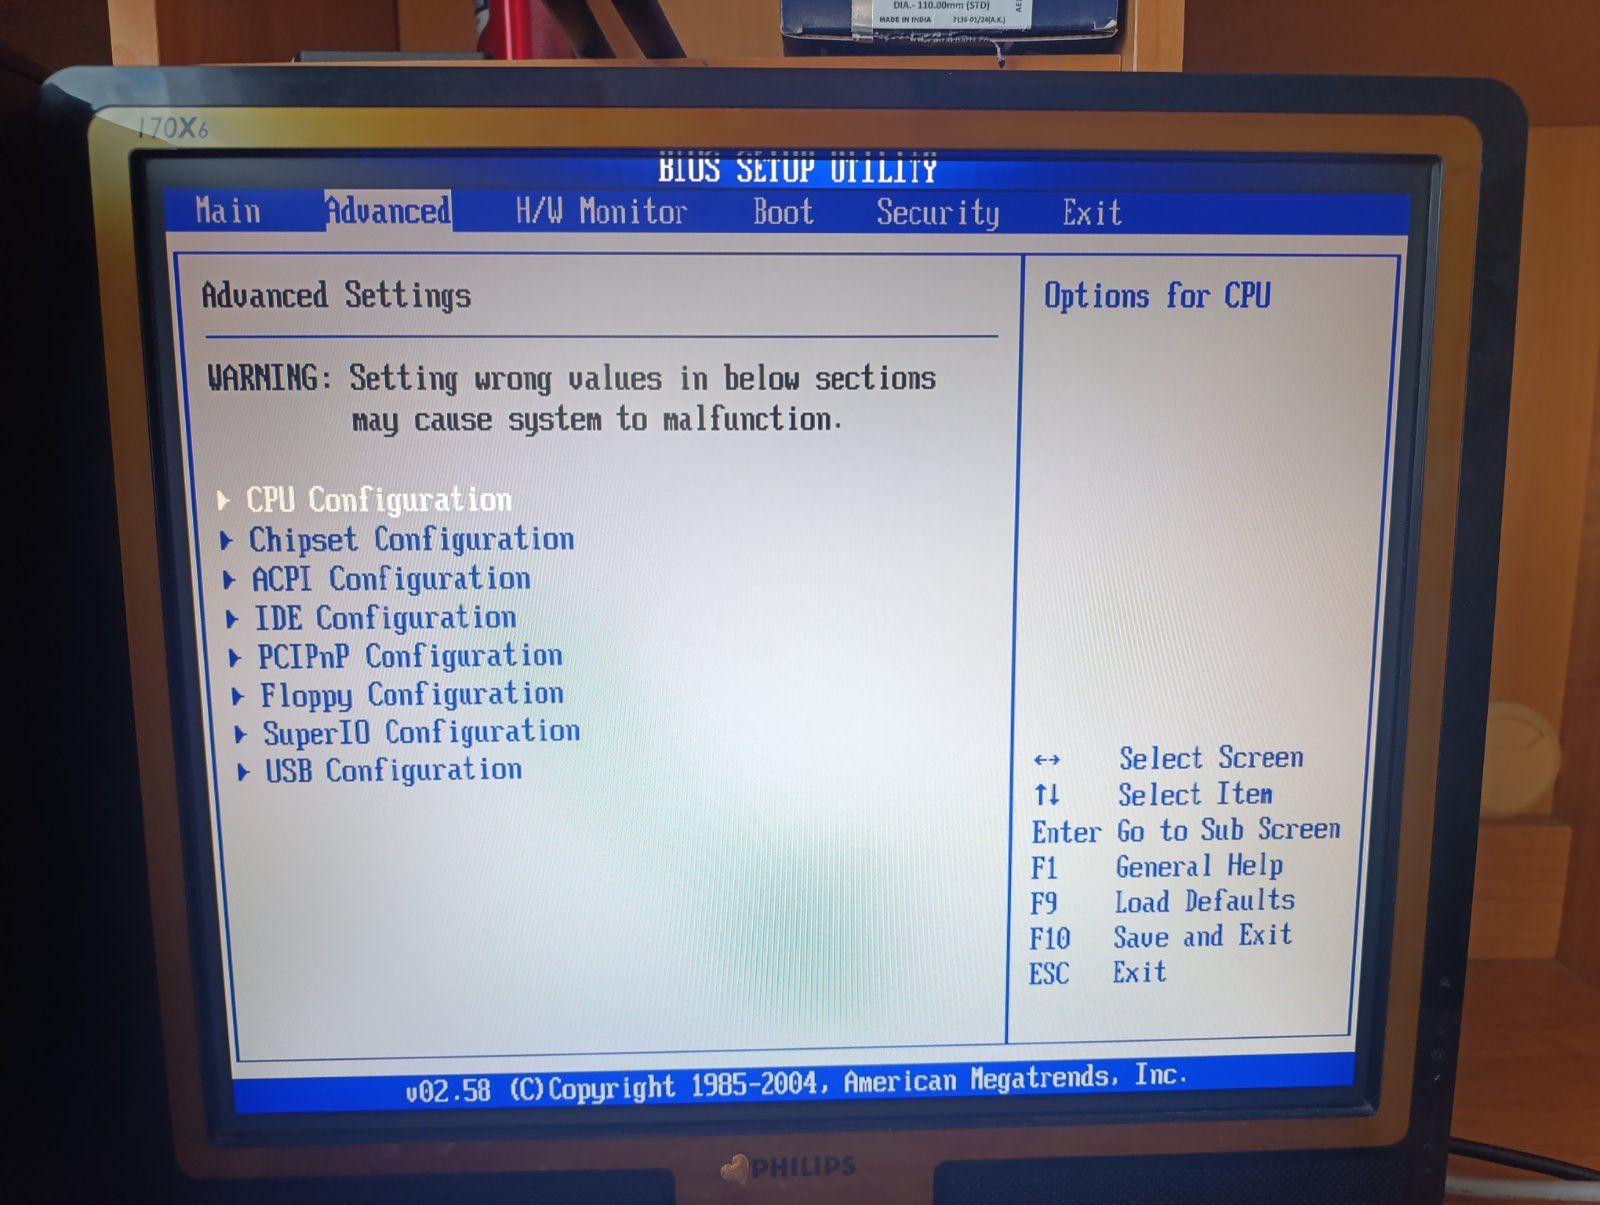 DIA.- 110.00mm (STD)
MADE IN INDIA 3136-01/24(A.K.)
170X6
BIOS SETUP UTILITY
Main Advanced H/W Monitor Boot Security Exit
Advanced Settings
Options for CPU
WARNING: Setting wrong values in below sections
may cause system to malfunction.
CPU Configuration
Chipset Configuration
ACPI Configuration
IDE Configuration
PCIPnP Configuration
Floppy Configuration
SuperIO Configuration
USB Configuration
↔ Select Screen
↑↓ Select Item
Enter Go to Sub Screen
F1 General Help
F9 Load Defaults
F10 Save and Exit
ESC Exit
v02.58 (C)Copyright 1985-2004, American Megatrends, Inc.
PHILIPS